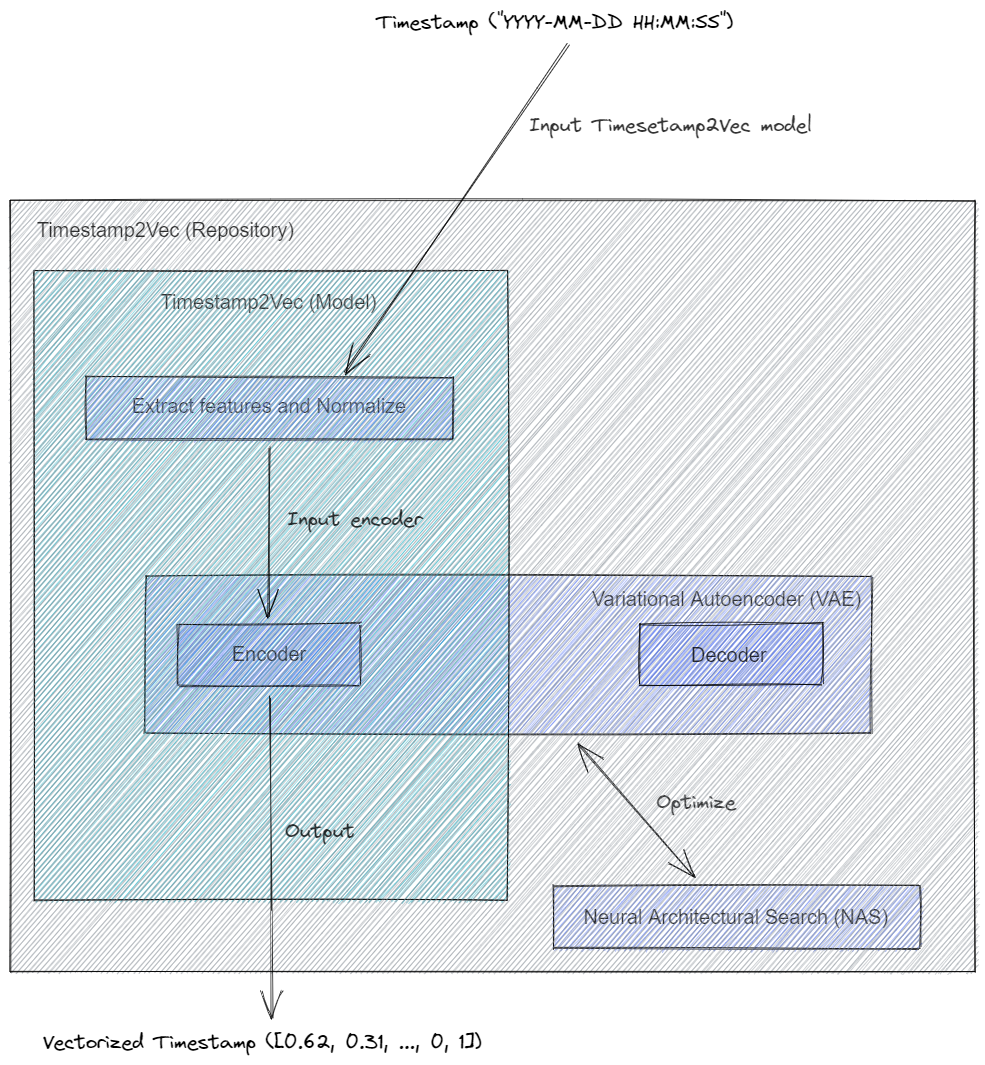 Timestamp ("YYYY-MM-DD HH:MM:SS")
Input Timesetamp2Vec model
Timestamp2Vec (Repository)
Timestamp2Vec (Model)
Extract features and Normalize
Input encoder
Variational Autoencoder (VAE)
Encoder
Decoder
Optimize
Output
Neural Architectural Search (NAS)
Vectorized Timestamp ([0.62, 0.31, ..., 0, 1])